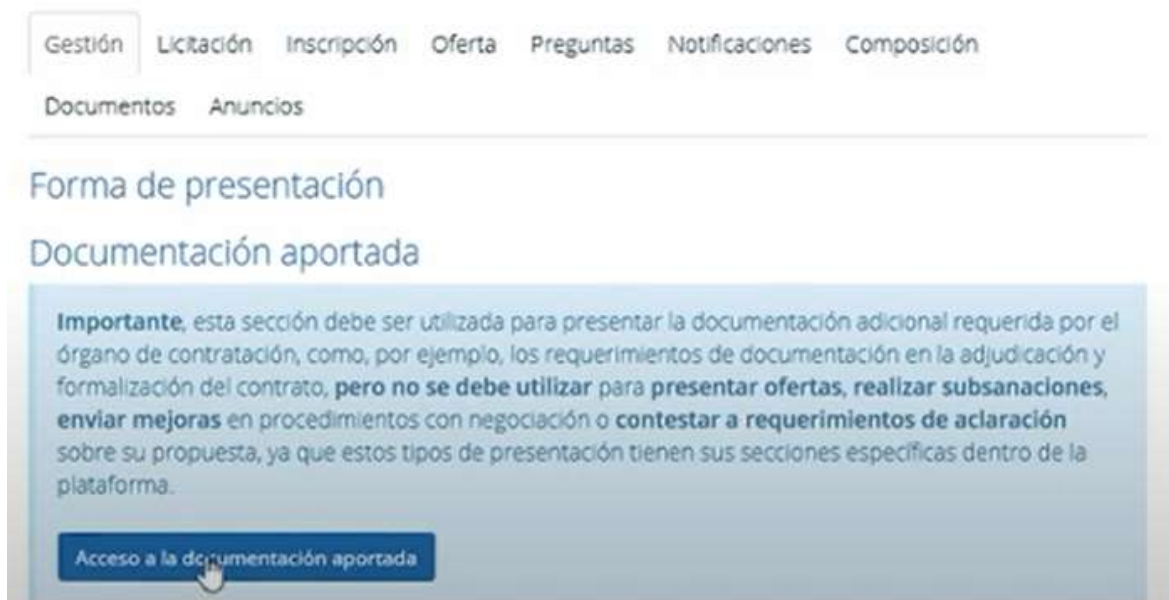 Gestión Licitación Inscripción Oferta Preguntas Notificaciones Composición
Documentos Anuncios
Forma de presentación
Documentación aportada
Importante, esta sección debe ser utilizada para presentar la documentación adicional requerida por el
órgano de contratación, como, por ejemplo, los requerimientos de documentación en la adjudicación y
formalización del contrato, pero no se debe utilizar para presentar ofertas, realizar subsanaciones,
enviar mejoras en procedimientos con negociación o contestar a requerimientos de aclaración
sobre su propuesta, ya que estos tipos de presentación tienen sus secciones específicas dentro de la
plataforma.
Acceso a la documentación aportada